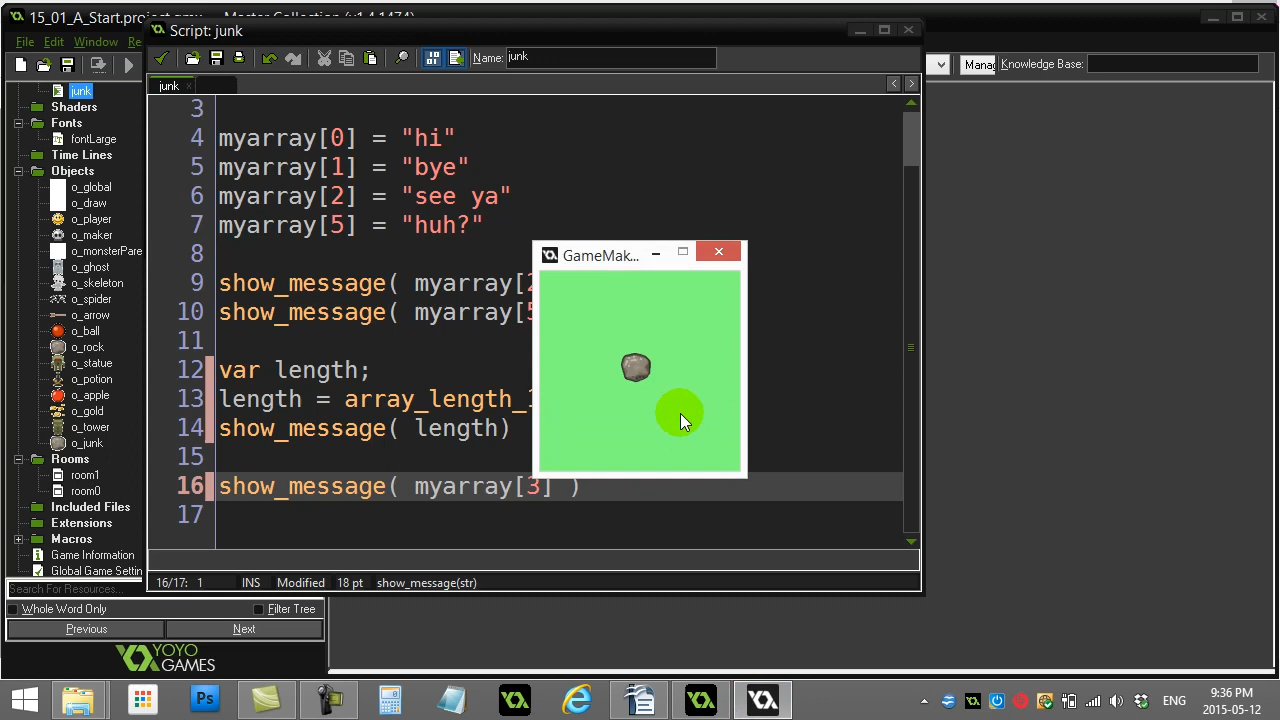 15_01_A_Start.project.gmx - Master Collection (v1.4.1474)
File Edit Window Re
Script: junk
Name: junk
Manag
Knowledge Base:
junk
junk
Shaders
Fonts
fontLarge
Time Lines
Objects
o_global
o_draw
o_player
o_maker
o_monsterPare
o_ghost
o_skeleton
o_spider
o_arrow
o_ball
o_rock
o_statue
o_potion
o_apple
o_gold
o_tower
o_junk
Rooms
room1
room0
Included Files
Extensions
Macros
Game Information
Global Game Settin
Search For Resources...
Whole Word Only Filter Tree
Previous Next
YOYO
GAMES
3
4 myarray[0] = "hi"
5 myarray[1] = "bye"
6 myarray[2] = "see ya"
7 myarray[5] = "huh?"
8
9 show_message( myarray[2
10 show_message( myarray[5
11
12 var length;
13 length = array_length_1
14 show_message( length)
15
16 show_message( myarray[3] )
17
GameMak...
16/17: 1 INS Modified 18 pt show_message(str)
ENG
9:36 PM
2015-05-12